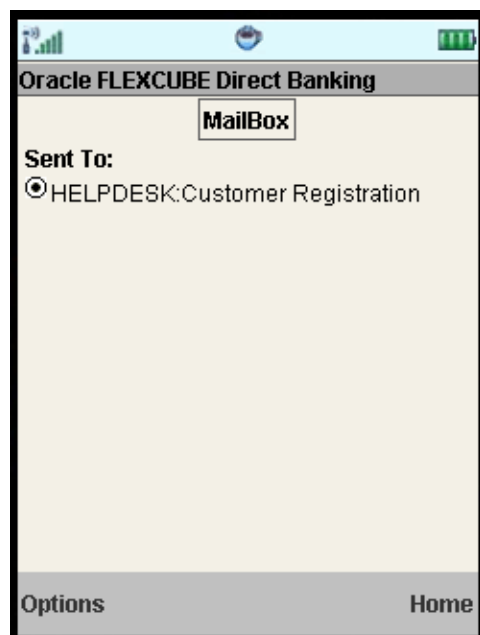 Oracle FLEXCUBE Direct Banking
MailBox
Sent To:
HELPDESK:Customer Registration
Options Home